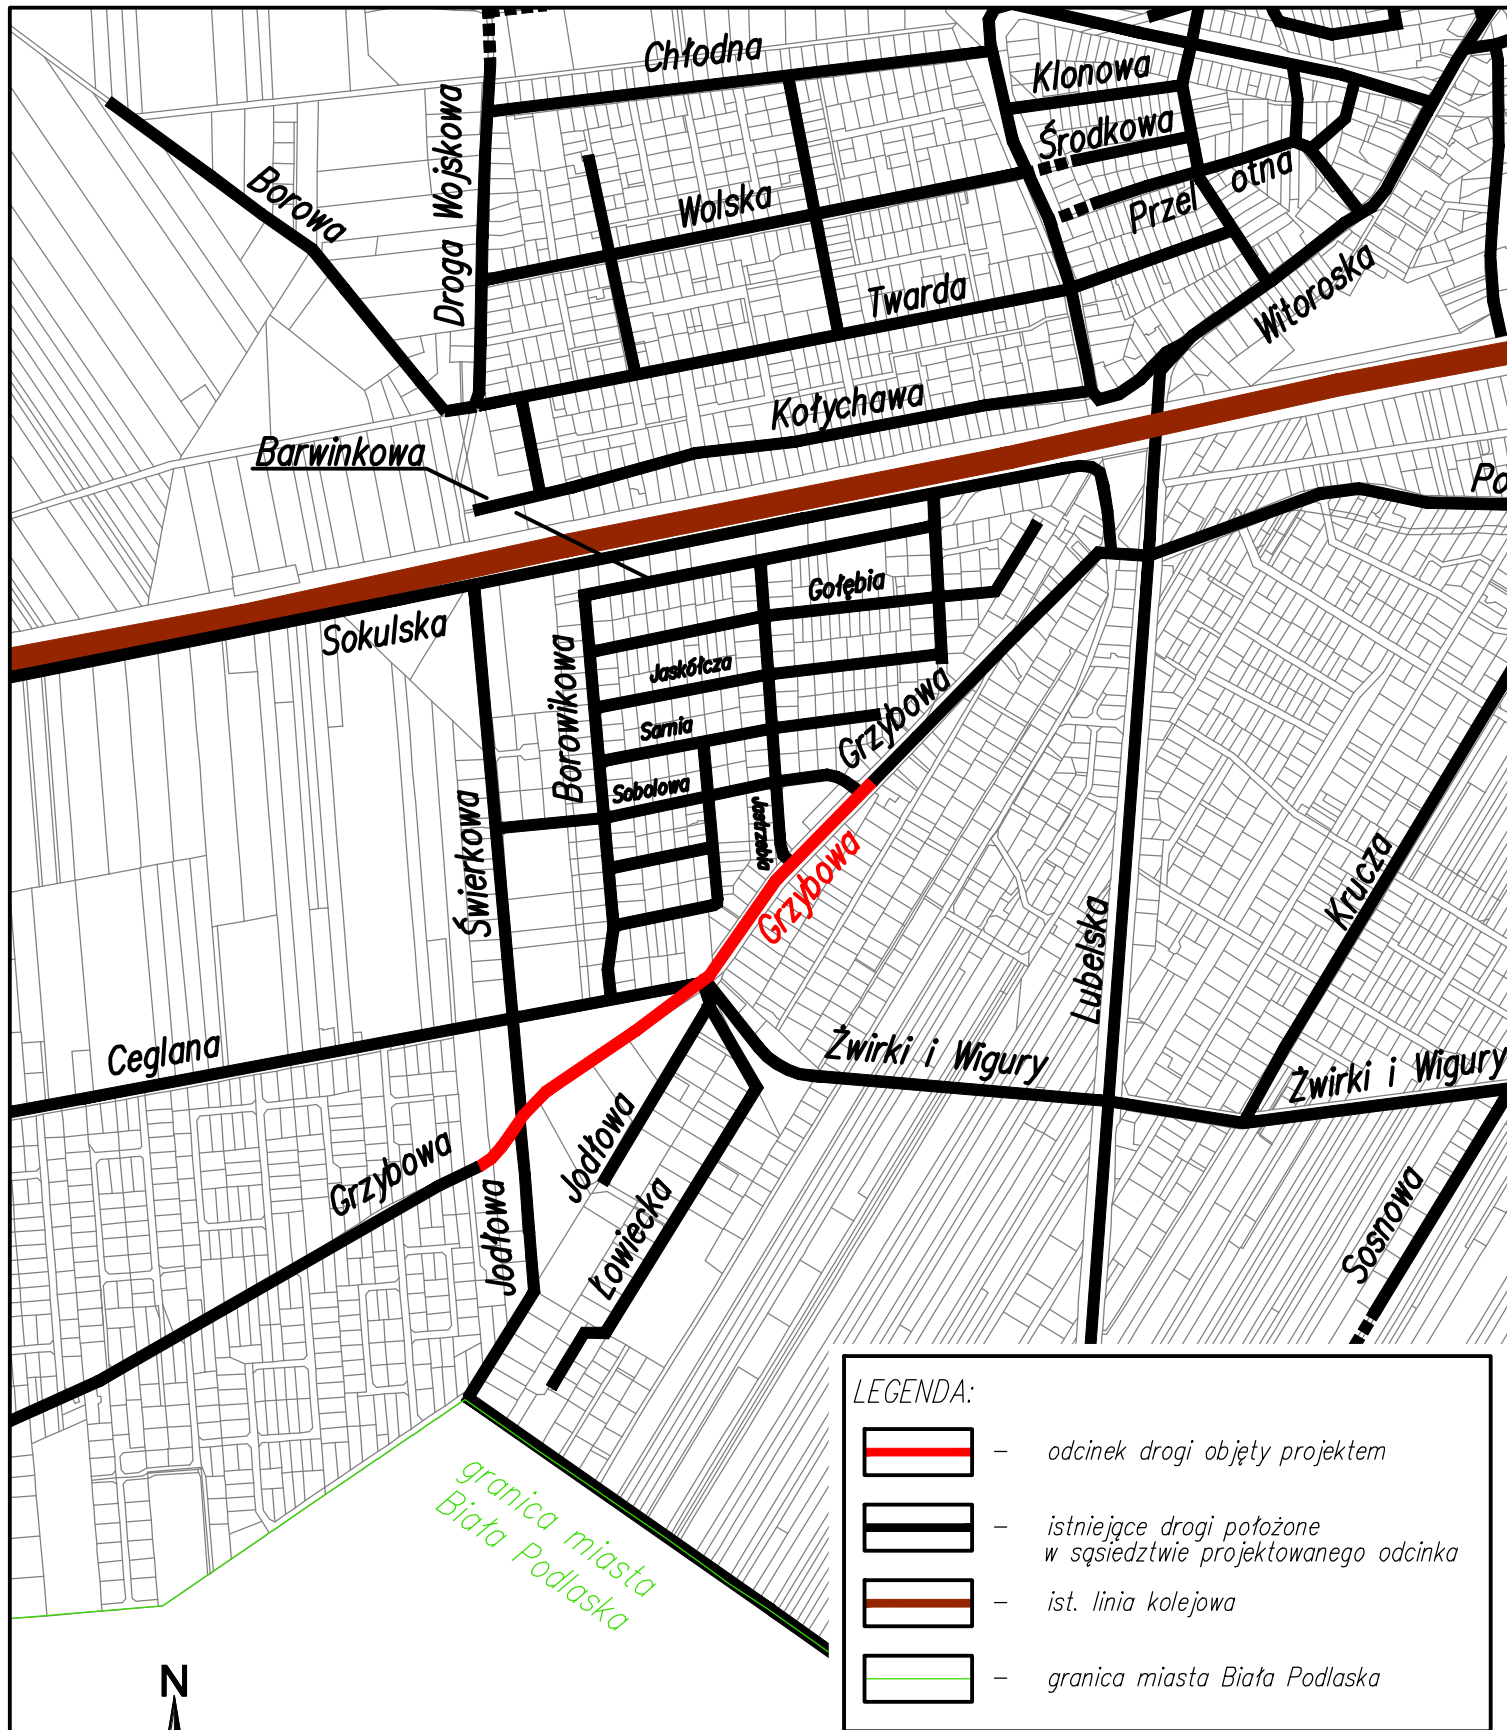 Chłodna
Klonowa
Środkowa
Przel otna
Droga Wojskowa
Borowa
Wolska
Twarda
Witoroska
Kołychawa
Barwinkowa
Sokulska
Gołębia
Jaskółcza
Borowikowa
Sarnia
Sobolowa
Jastrzebia
Grzybowa
Grzybowa
Świerkowa
Krucza
Lubelska
Ceglana
Żwirki i Wigury
Żwirki i Wigury
Grzybowa
Jodłowa
Jodłowa
Łowiecka
Sosnowa
granica miasta
Biała Podlaska
N
LEGENDA:
– odcinek drogi objęty projektem
– istniejące drogi położone
w sąsiedztwie projektowanego odcinka
– ist. linia kolejowa
– granica miasta Biała Podlaska